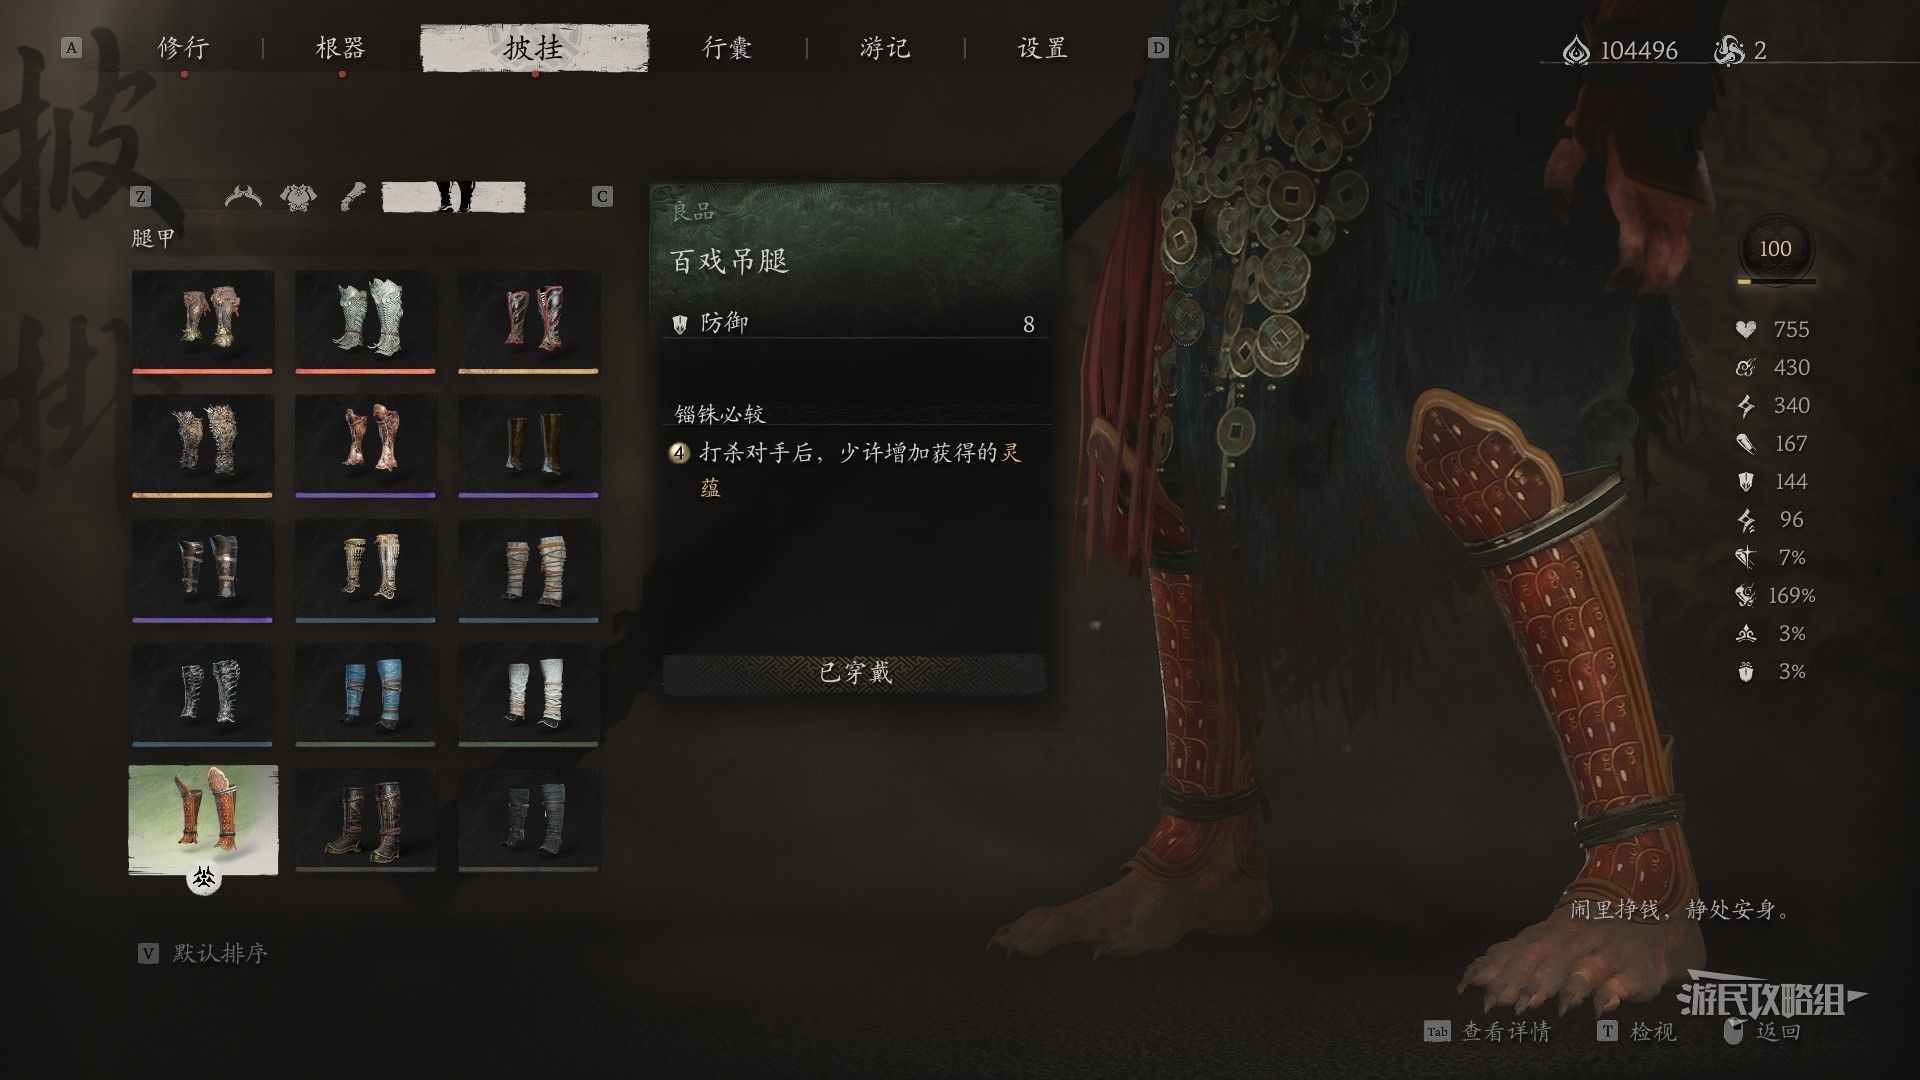 A 修行 根器 披挂 行囊 游记 设置 D 104496 2
披挂
Z C
腿甲
良品
百戏吊腿
防御 8
锱铢必较
4 打杀对手后，少许增加获得的灵
蕴
已穿戴
100
755
430
340
167
144
96
7%
169%
3%
3%
闹里挣钱，静处安身。
V 默认排序
游民攻略组
Tab 查看详情 T 检视 返回